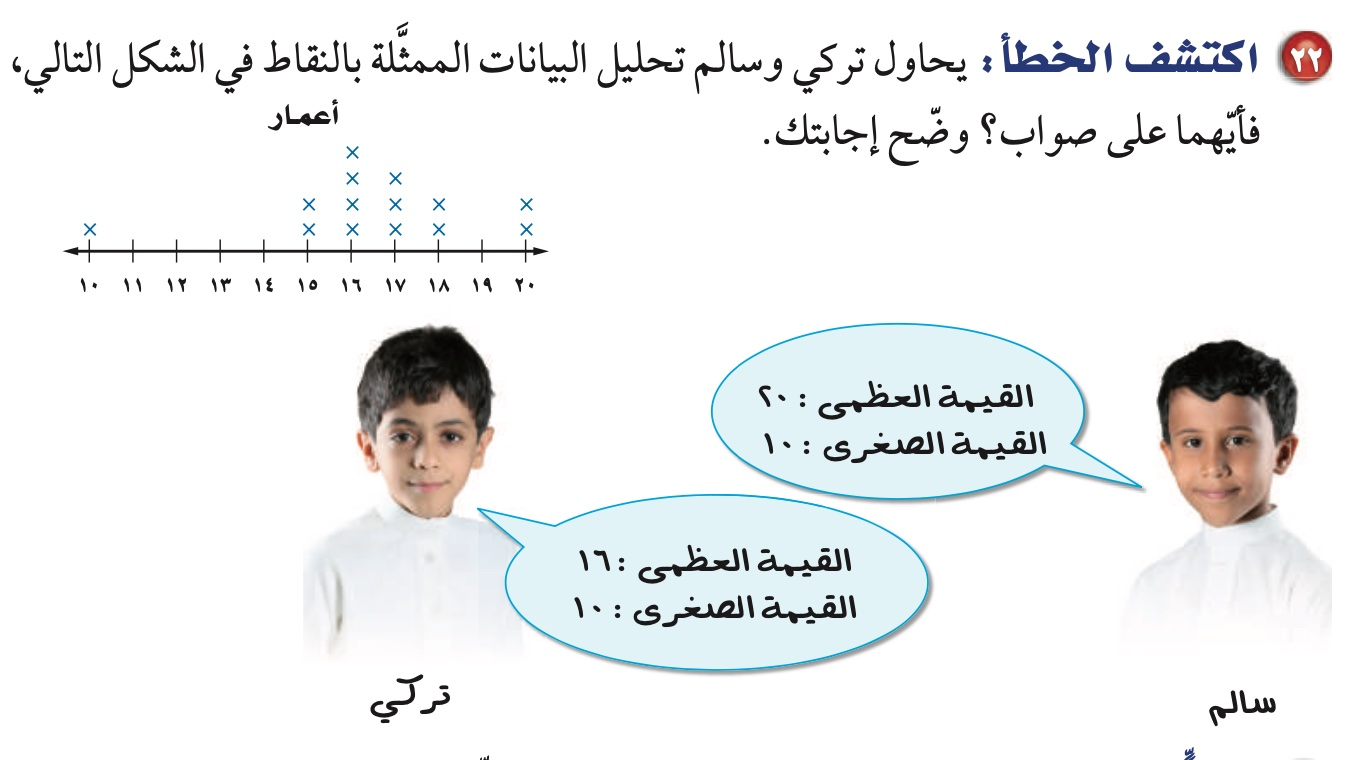 ٢٢ اكتشف الخطأ: يحاول تركي وسالم تحليل البيانات الممثَّلة بالنقاط في الشكل التالي،
فأيّهما على صواب؟ وضّح إجابتك.
أعمار
١٠ ١١ ١٢ ١٣ ١٤ ١٥ ١٦ ١٧ ١٨ ١٩ ٢٠
القيمة العظمى : ٢٠
القيمة الصغرى : ١٠
القيمة العظمى : ١٦
القيمة الصغرى : ١٠
سالم
تركي